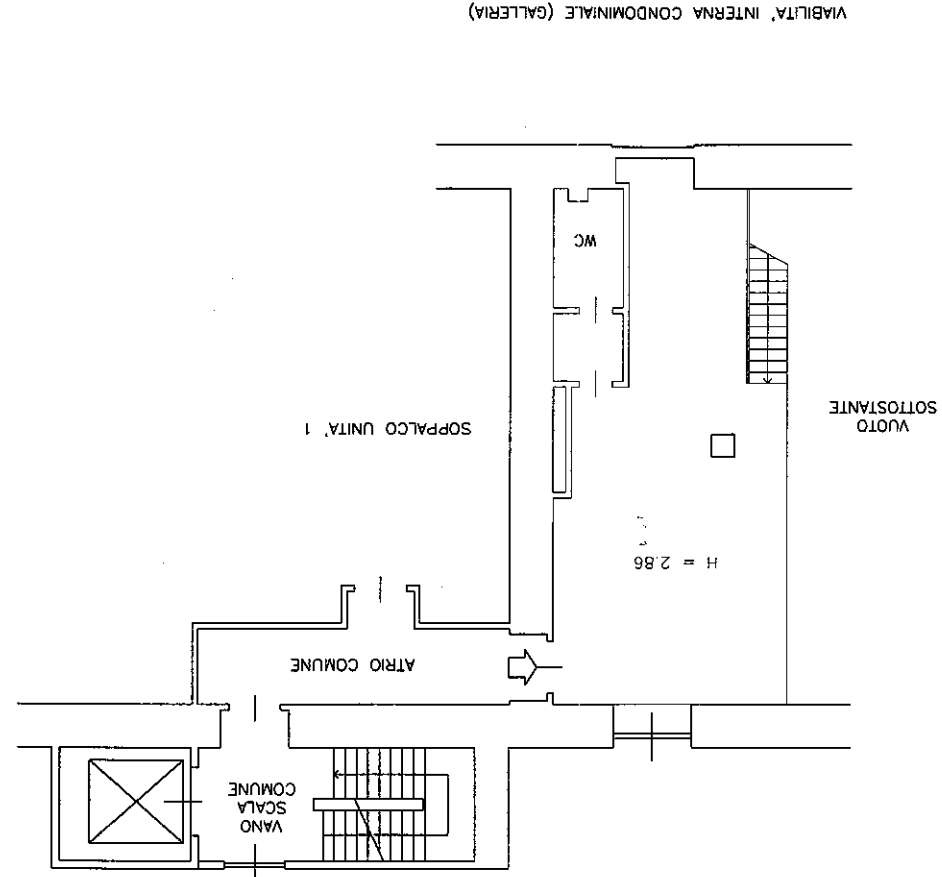 VANO
SCALA
COMUNE
ATRIO COMUNE
H = 2.86
VUOTO
SOTTOSTANTE
SOPPALCO UNITA' 1
WC
VIABILITA' INTERNA CONDOMINIALE (GALLERIA)